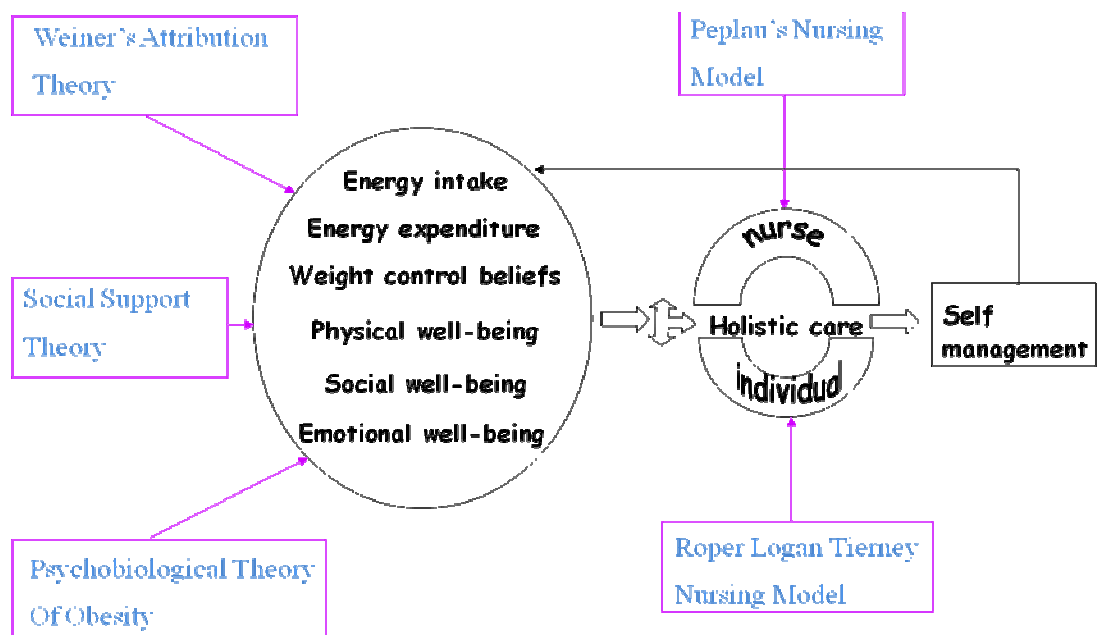 Weiner's Attribution
Theory
Peplau's Nursing
Model
Energy intake
Energy expenditure
Weight control beliefs
Physical well-being
Social well-being
Emotional well-being
Social Support
Theory
Psychobiological Theory
Of Obesity
nurse
Holistic care
individual
Self
management
Roper Logan Tierney
Nursing Model